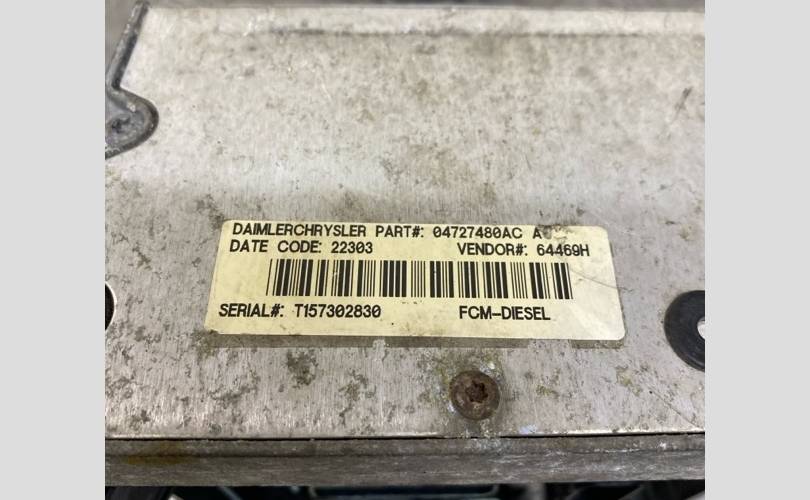 DAIMLERCHRYSLER PART#: 04727480AC
DATE CODE: 22303 VENDOR#: 64469H
SERIAL#: T157302830 FCM-DIESEL